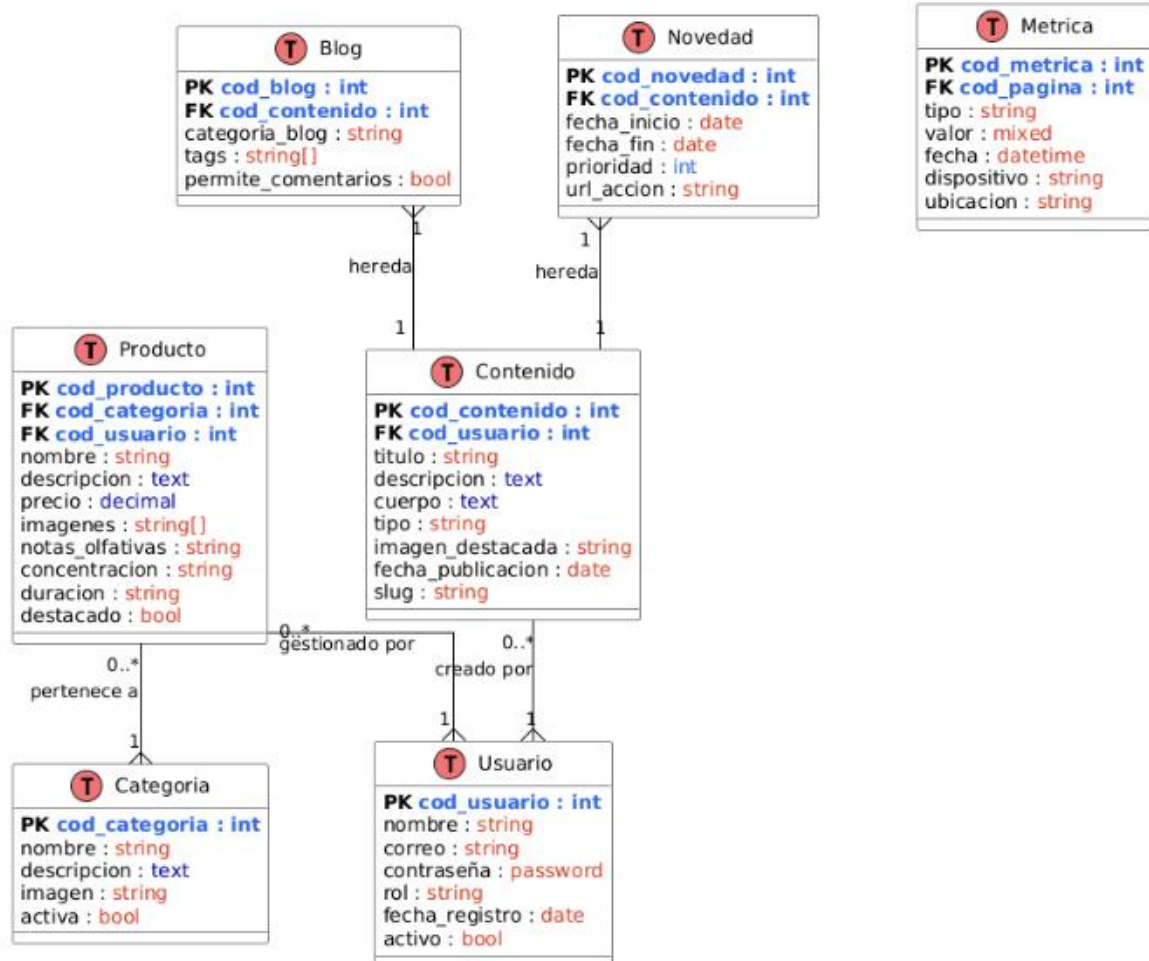 T Blog
PK cod_blog : int
FK cod_contenido : int
categoria_blog : string
tags : string[]
permite_comentarios : bool
T Novedad
PK cod_novedad : int
FK cod_contenido : int
fecha_inicio : date
fecha_fin : date
prioridad : int
url_accion : string
T Metrica
PK cod_metrica : int
FK cod_pagina : int
tipo : string
valor : mixed
fecha : datetime
dispositivo : string
ubicacion : string
1
hereda
1
1
hereda
1
T Producto
PK cod_producto : int
FK cod_categoria : int
FK cod_usuario : int
nombre : string
descripcion : text
precio : decimal
imagenes : string[]
notas_olfativas : string
concentracion : string
duracion : string
destacado : bool
T Contenido
PK cod_contenido : int
FK cod_usuario : int
titulo : string
descripcion : text
cuerpo : text
tipo : string
imagen_destacada : string
fecha_publicacion : date
slug : string
0..*
gestionado por
1
0..*
creado por
1
0..*
pertenece a
1
T Categoria
PK cod_categoria : int
nombre : string
descripcion : text
imagen : string
activa : bool
T Usuario
PK cod_usuario : int
nombre : string
correo : string
contraseña : password
rol : string
fecha_registro : date
activo : bool